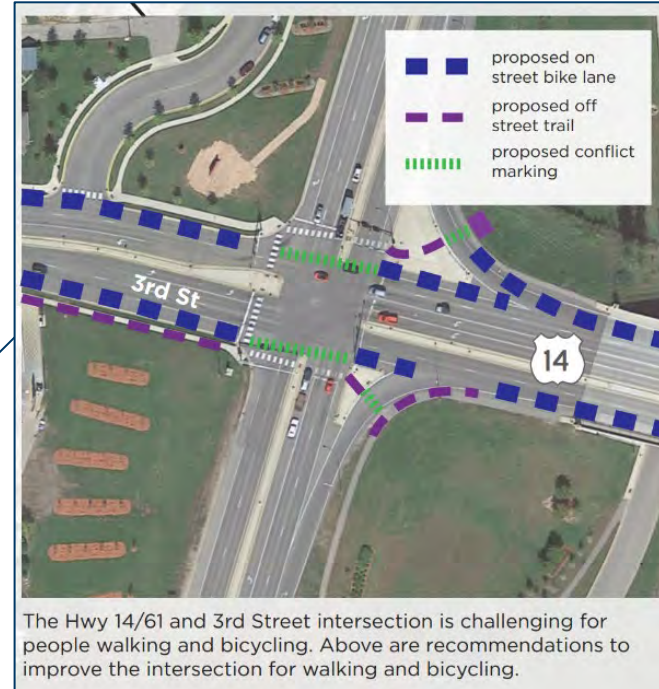 proposed on
street bike lane
proposed off
street trail
proposed conflict
marking
3rd St
14
The Hwy 14/61 and 3rd Street intersection is challenging for
people walking and bicycling. Above are recommendations to
improve the intersection for walking and bicycling.